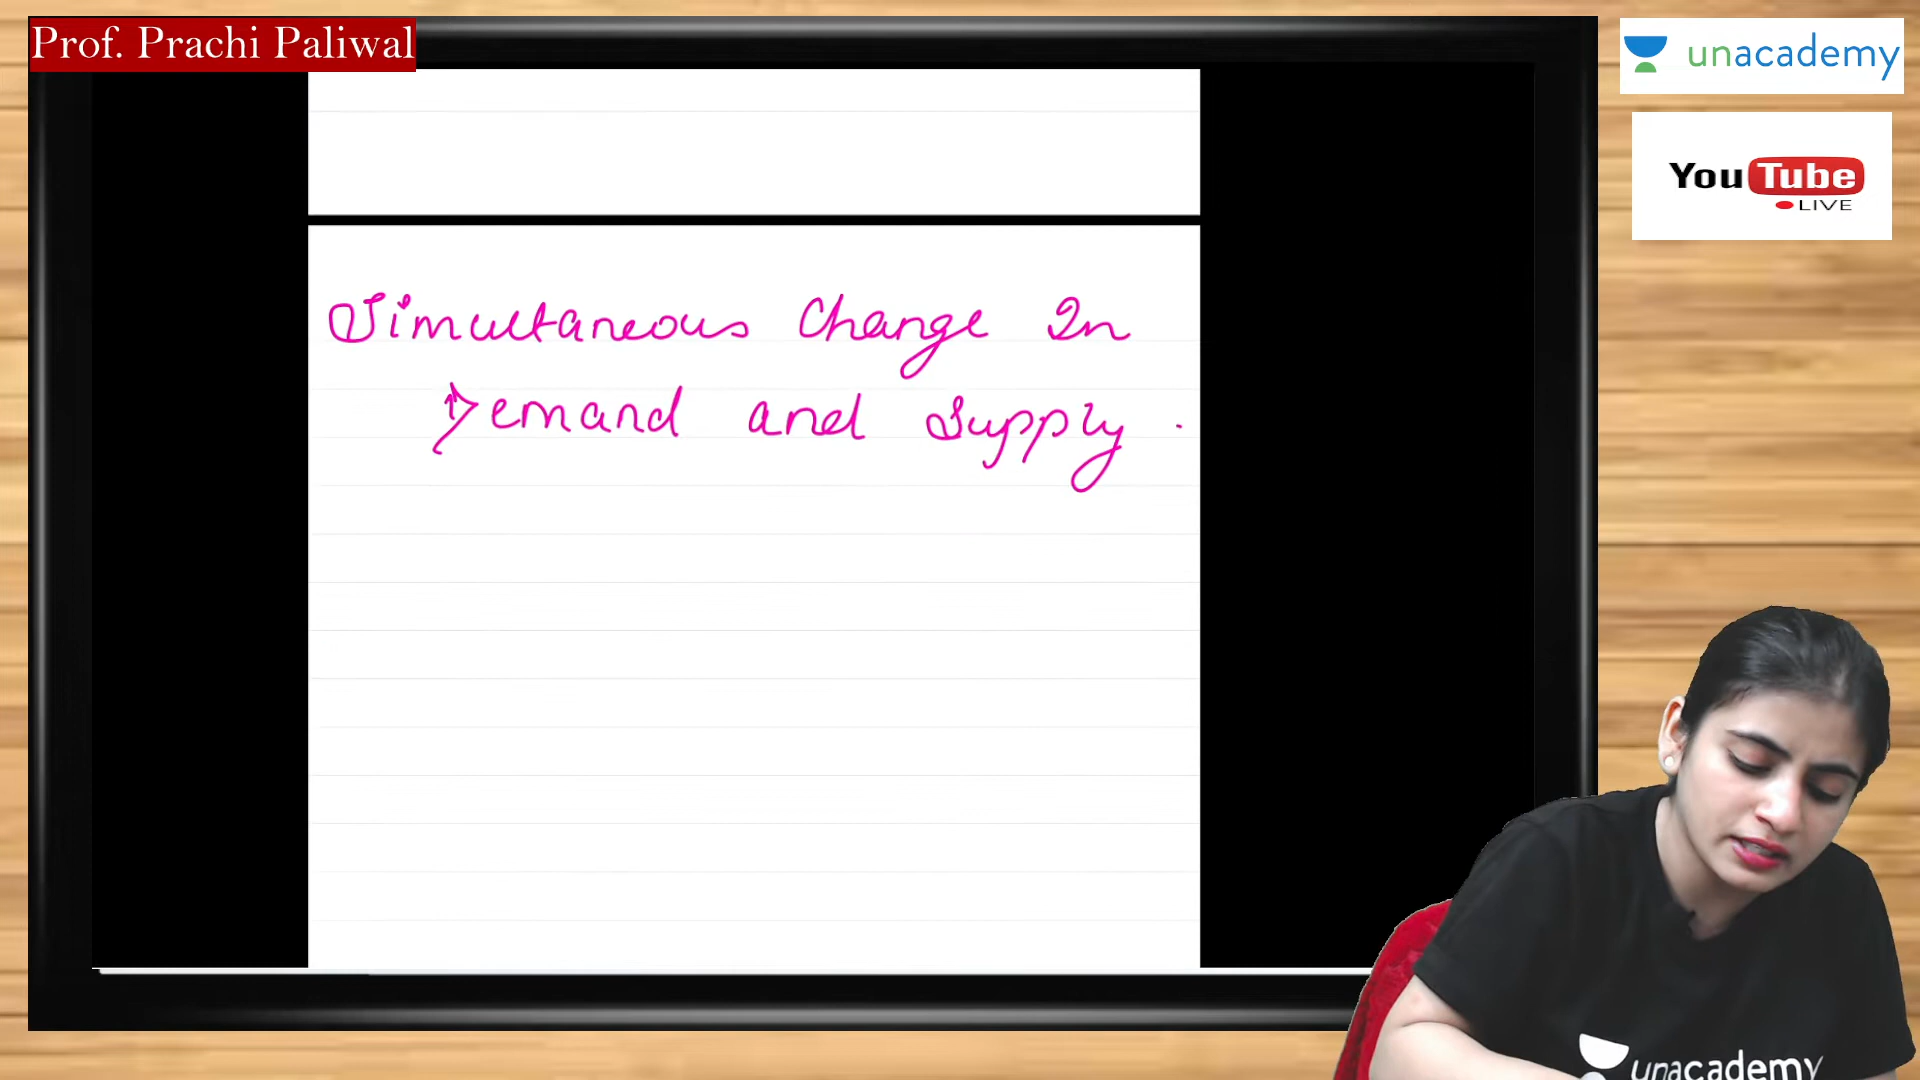 Prof. Prachi Paliwal
unacademy
YouTube
LIVE
Simultaneous Change In
Demand and Supply.
unacademy